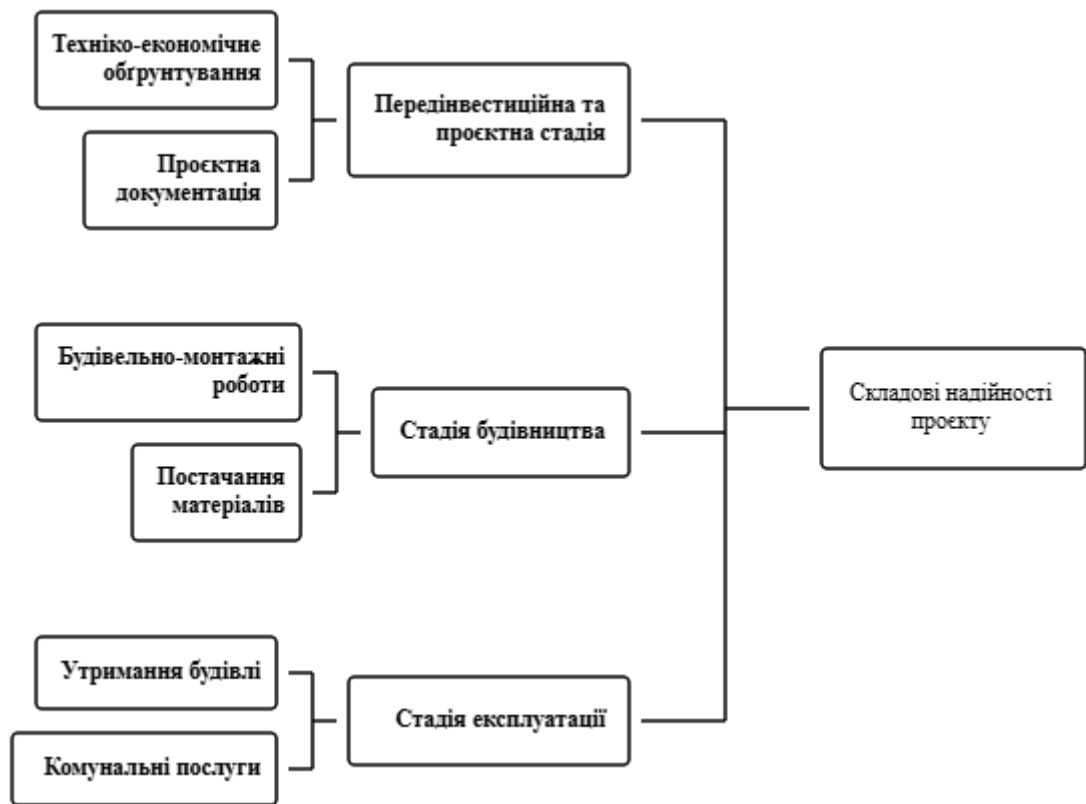 Техніко-економічне
обґрунтування
Передінвестиційна та
проєктна стадія
Проєктна
документація
Будівельно-монтажні
роботи
Стадія будівництва
Постачання
матеріалів
Складові надійності
проєкту
Утримання будівлі
Стадія експлуатації
Комунальні послуги